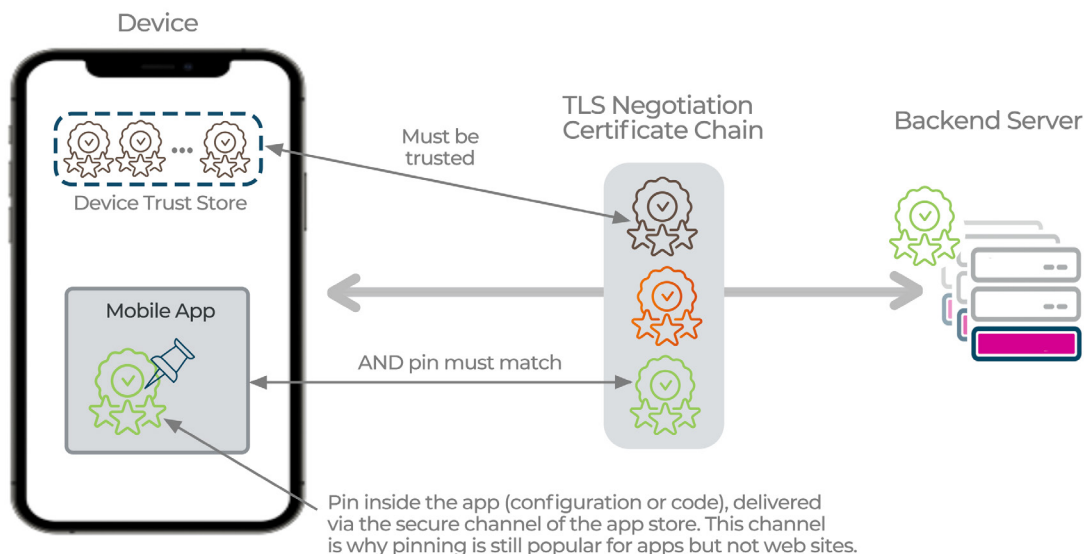 Device
TLS Negotiation
Certificate Chain
Backend Server
Must be
trusted
Device Trust Store
Mobile App
AND pin must match
Pin inside the app (configuration or code), delivered
via the secure channel of the app store. This channel
is why pinning is still popular for apps but not web sites.